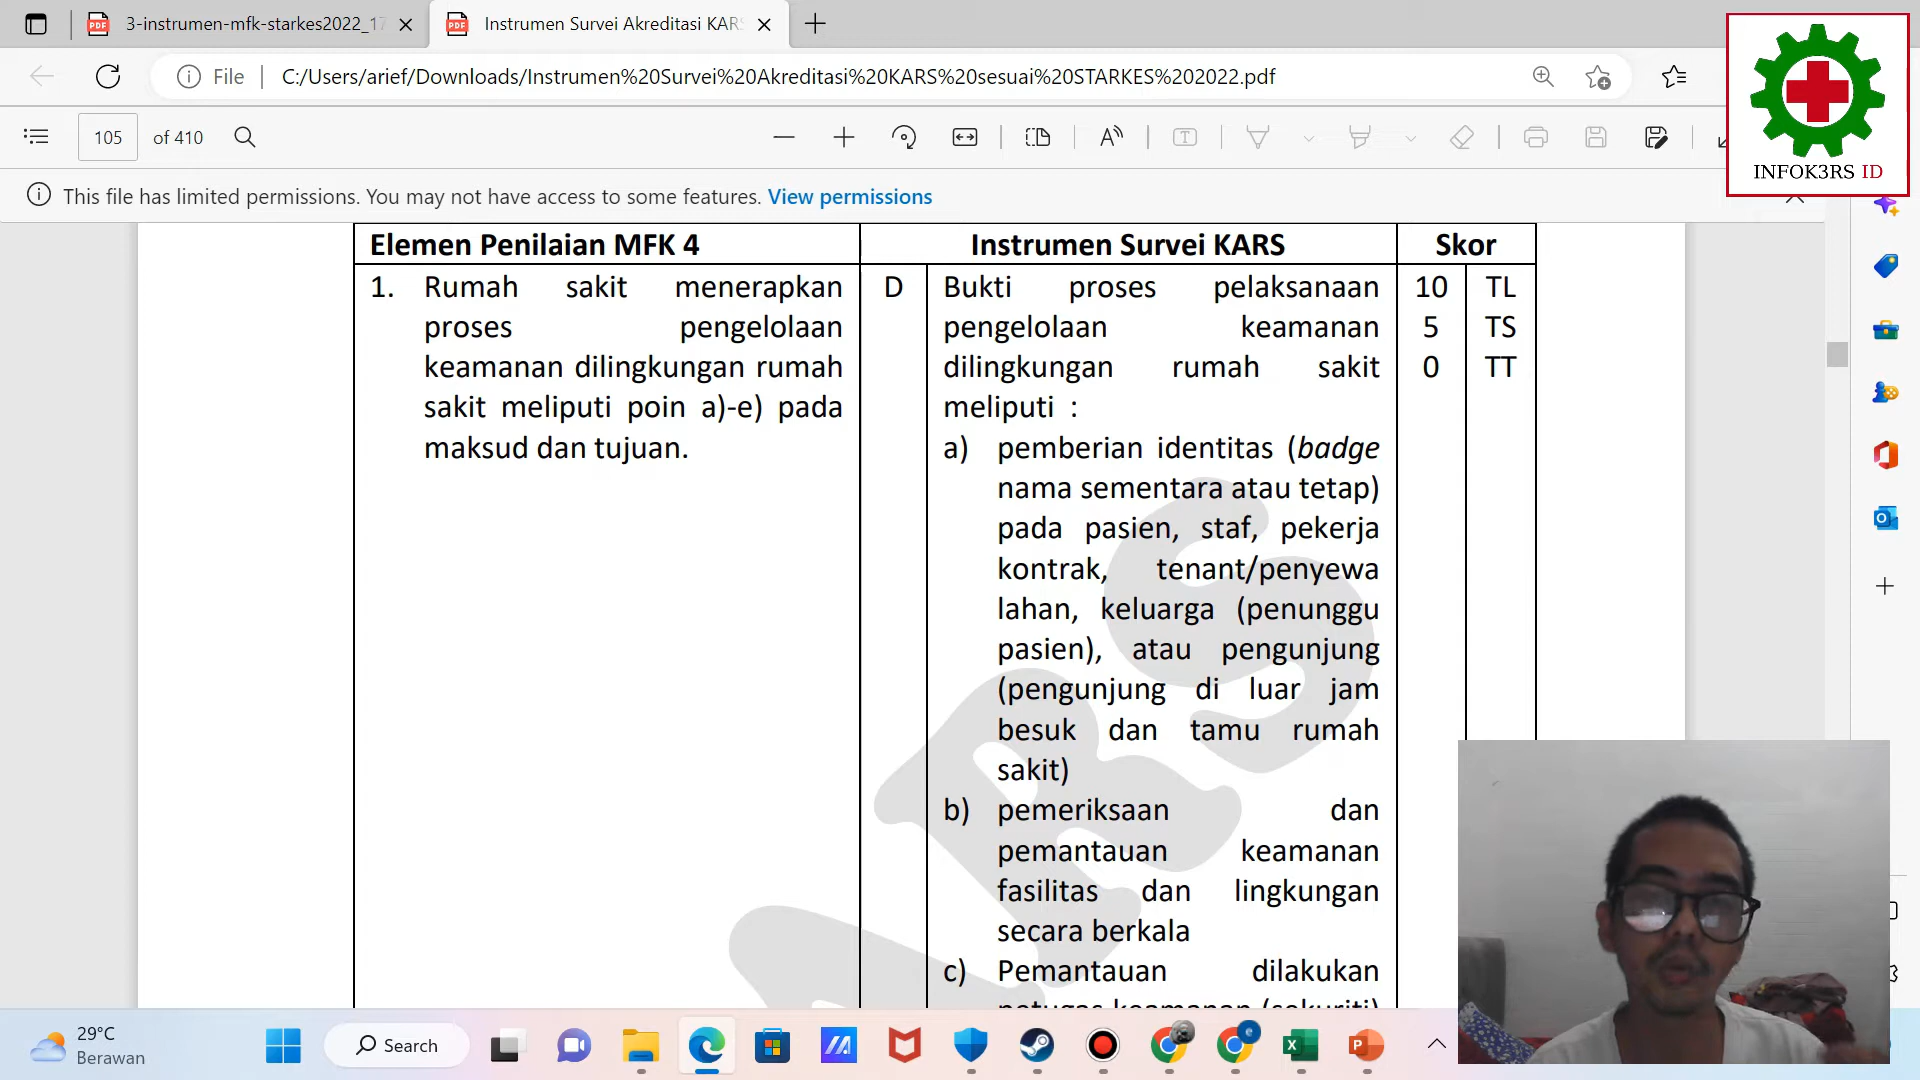 3-instrumen-mfk-starkes2022_17
Instrumen Survei Akreditasi KARS
File
C:/Users/arief/Downloads/Instrumen%20Survei%20Akreditasi%20KARS%20sesuai%20STARKES%202022.pdf
INFOK3RS ID
105 of 410
This file has limited permissions. You may not have access to some features. View permissions
Elemen Penilaian MFK 4
Instrumen Survei KARS
Skor
1. Rumah sakit menerapkan
proses pengelolaan
keamanan dilingkungan rumah
sakit meliputi poin a)-e) pada
maksud dan tujuan.
D
Bukti proses pelaksanaan
pengelolaan keamanan
dilingkungan rumah sakit
meliputi :
a) pemberian identitas (badge
nama sementara atau tetap)
pada pasien, staf, pekerja
kontrak, tenant/penyewa
lahan, keluarga (penunggu
pasien), atau pengunjung
(pengunjung di luar jam
besuk dan tamu rumah
sakit)
b) pemeriksaan dan
pemantauan keamanan
fasilitas dan lingkungan
secara berkala
c) Pemantauan dilakukan
petugas keamanan (sekuriti)
10 TL
5 TS
0 TT
29°C
Berawan
Search